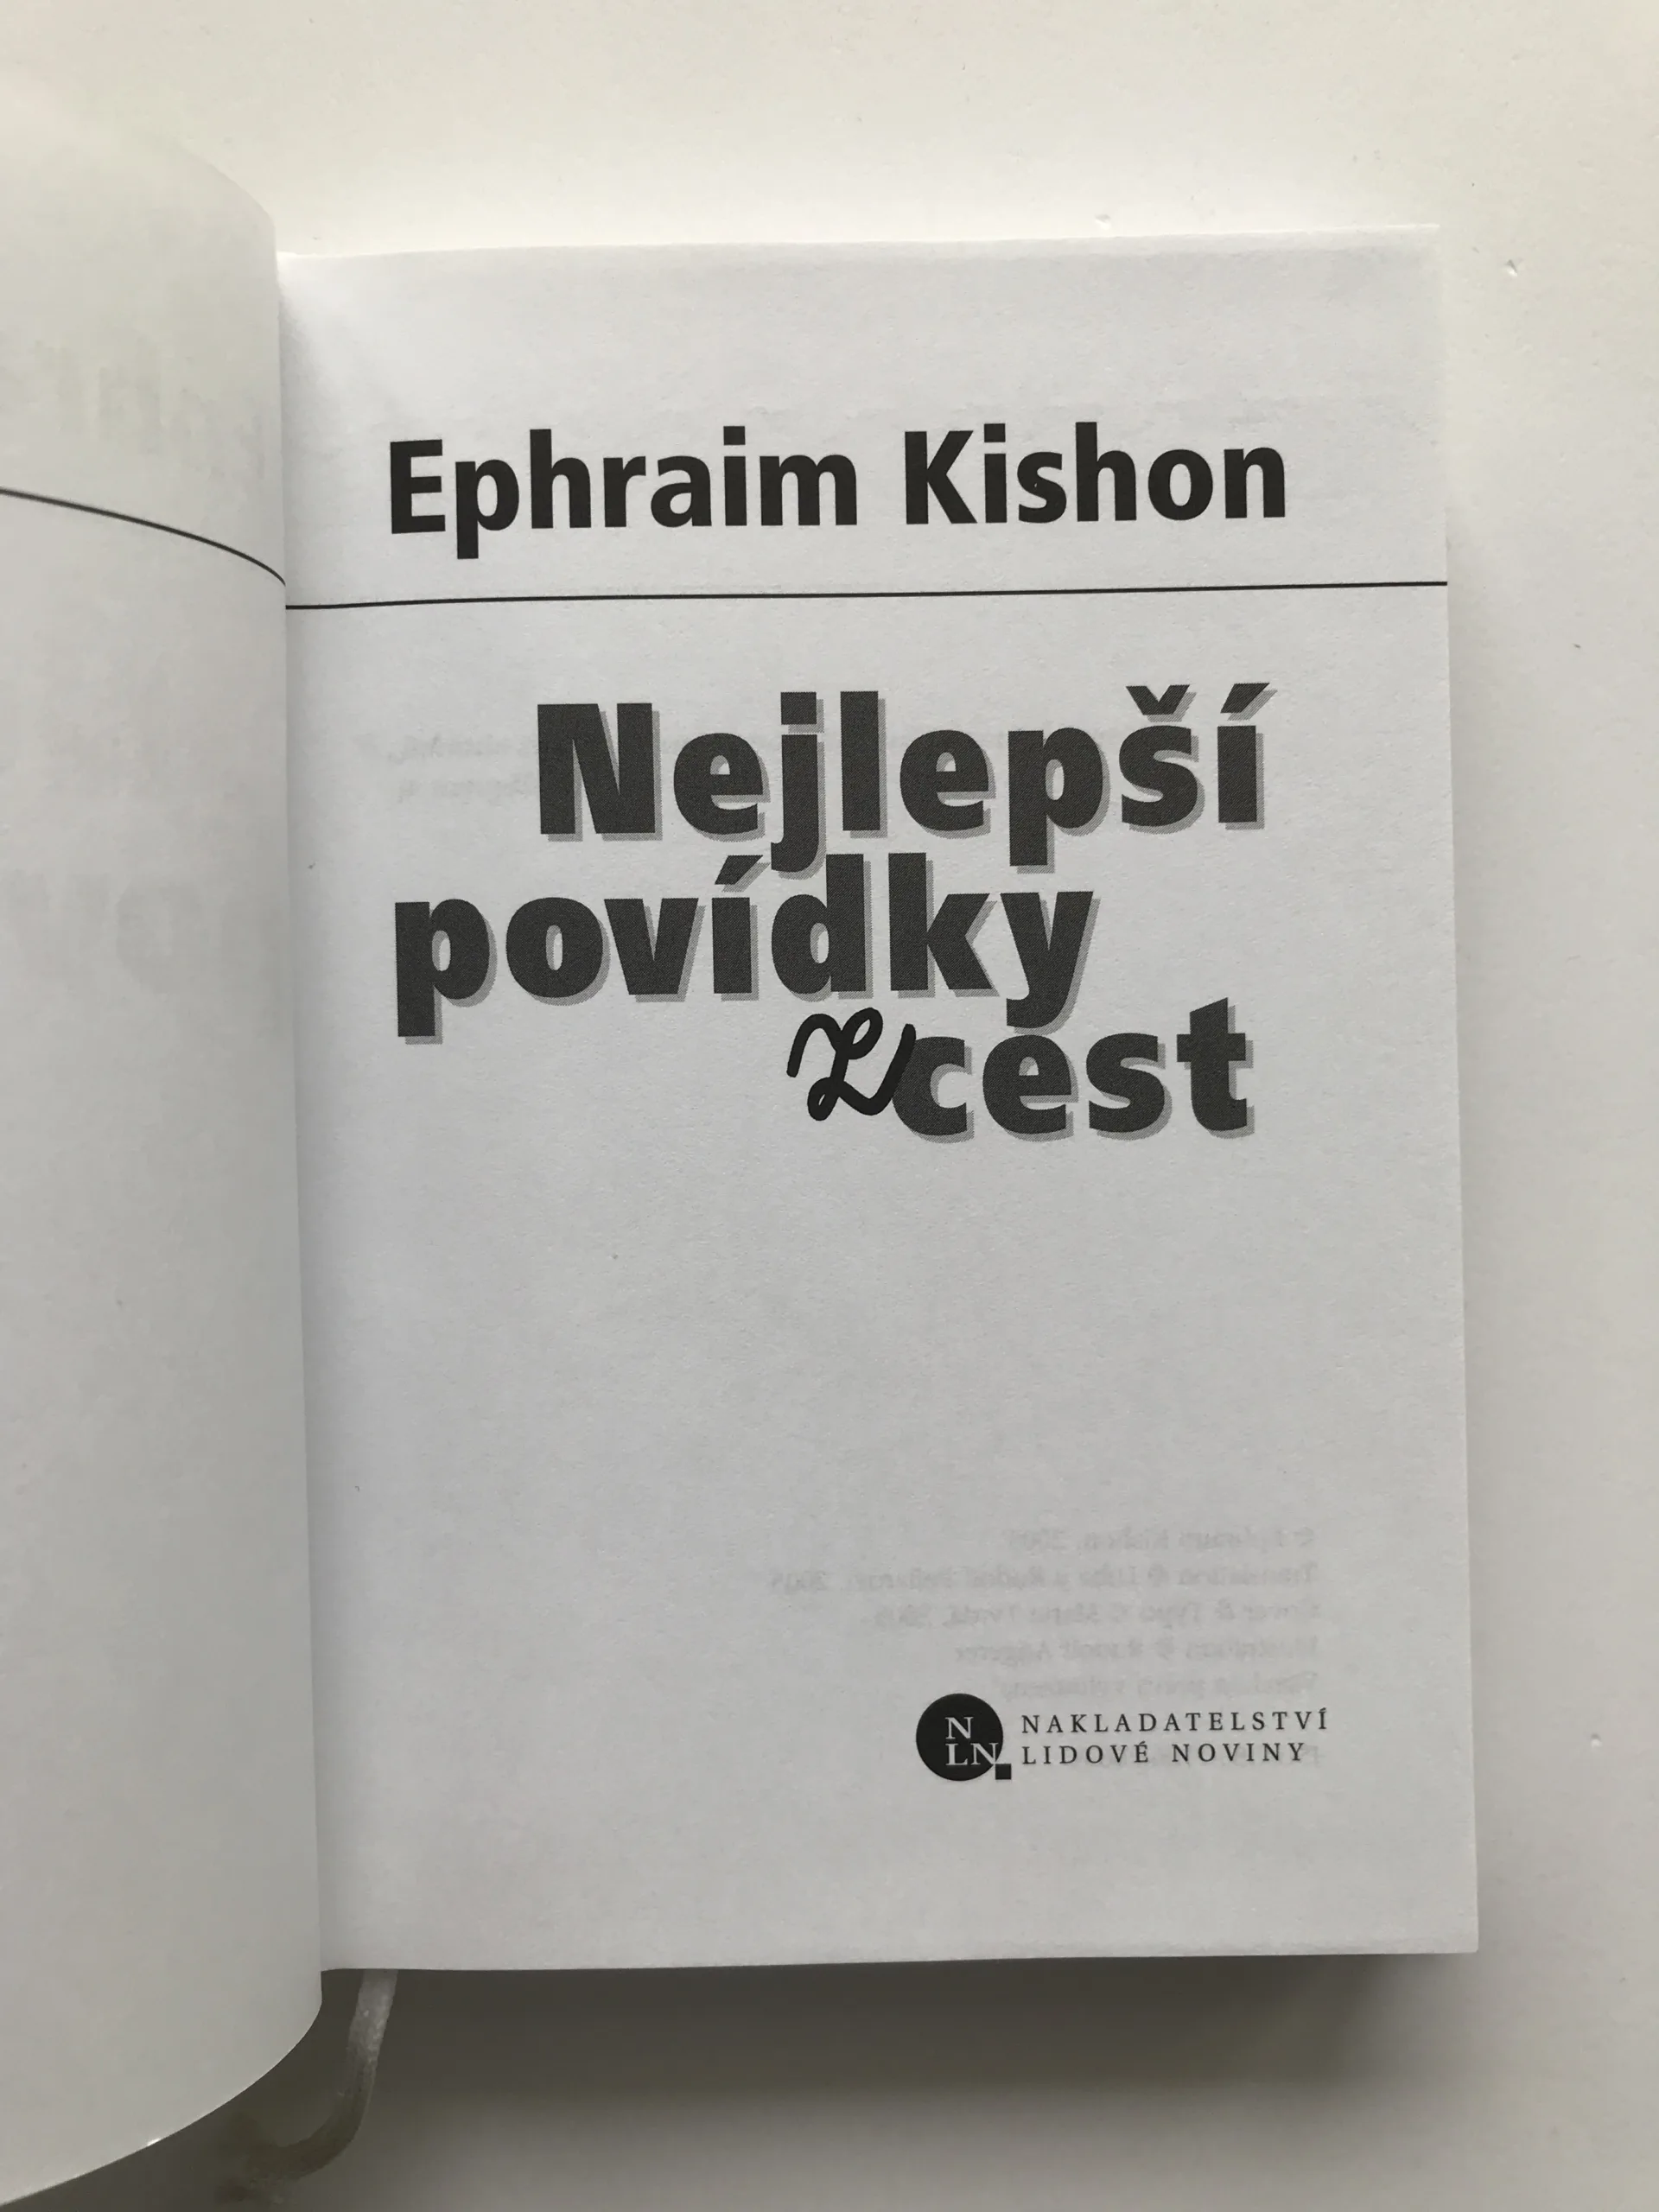 Ephraim Kishon
Nejlepší
povídky
z cest
N
LN
NAKLADATELSTVÍ
LIDOVÉ NOVINY